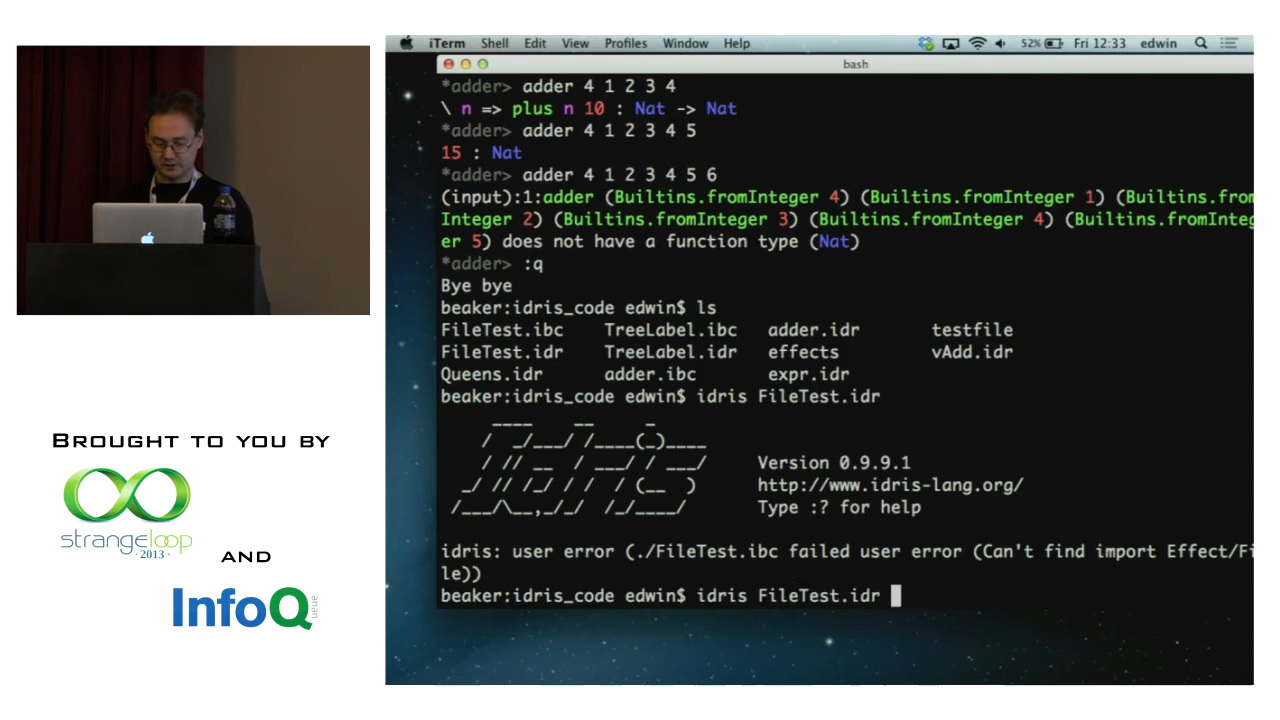 iTerm Shell Edit View Profiles Window Help 52% Fri 12:33 edwin
bash
*adder> adder 4 1 2 3 4
\ n => plus n 10 : Nat -> Nat
*adder> adder 4 1 2 3 4 5
15 : Nat
*adder> adder 4 1 2 3 4 5 6
(input):1:adder (Builtins.fromInteger 4) (Builtins.fromInteger 1) (Builtins.from
Integer 2) (Builtins.fromInteger 3) (Builtins.fromInteger 4) (Builtins.fromInteg
er 5) does not have a function type (Nat)
*adder> :q
Bye bye
beaker:idris_code edwin$ ls
FileTest.ibc TreeLabel.ibc adder.idr testfile
FileTest.idr TreeLabel.idr effects vAdd.idr
Queens.idr adder.ibc expr.idr
beaker:idris_code edwin$ idris FileTest.idr
Idris
Version 0.9.9.1
http://www.idris-lang.org/
Type :? for help
idris: user error (./FileTest.ibc failed user error (Can't find import Effect/Fi
le))
beaker:idris_code edwin$ idris FileTest.idr
BROUGHT TO YOU BY
strangeloop
·2013·
AND
InfoQ
ueue